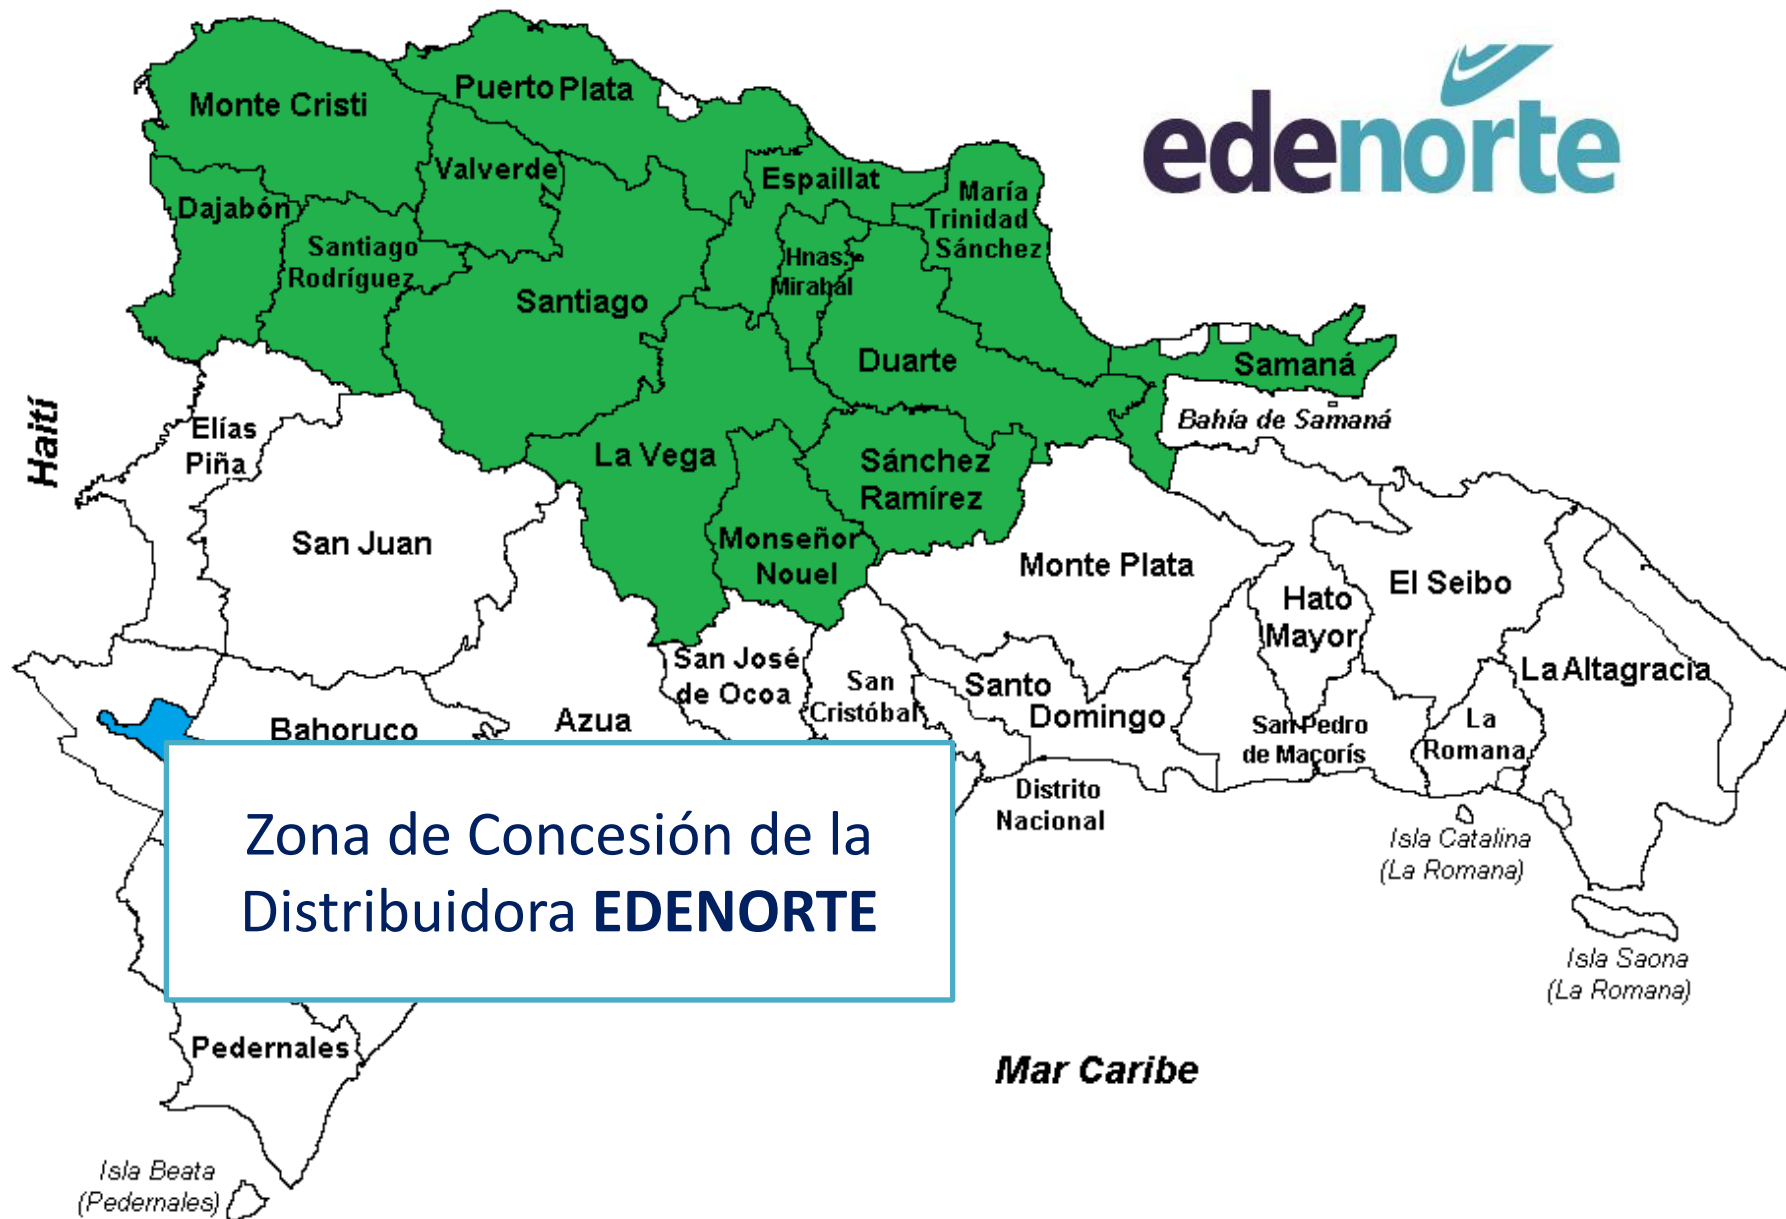 edenorte
Puerto Plata
Monte Cristi
Valverde
Espaillat
María
Trinidad
Sánchez
Dajabón
Santiago
Rodríguez
Hnas.
Mirabal
Santiago
Duarte
Samaná
Bahía de Samaná
Haití
Elías
Piña
La Vega
Sánchez
Ramírez
San Juan
Monseñor
Nouel
Monte Plata
El Seibo
Hato
Mayor
San José
de Ocoa
San
Cristóbal
Santo
Domingo
La Altagracia
Bahoruco
Azua
San Pedro
de Macorís
La
Romana
Distrito
Nacional
Isla Catalina
(La Romana)
Zona de Concesión de la
Distribuidora EDENORTE
Isla Saona
(La Romana)
Pedernales
Mar Caribe
Isla Beata
(Pedernales)